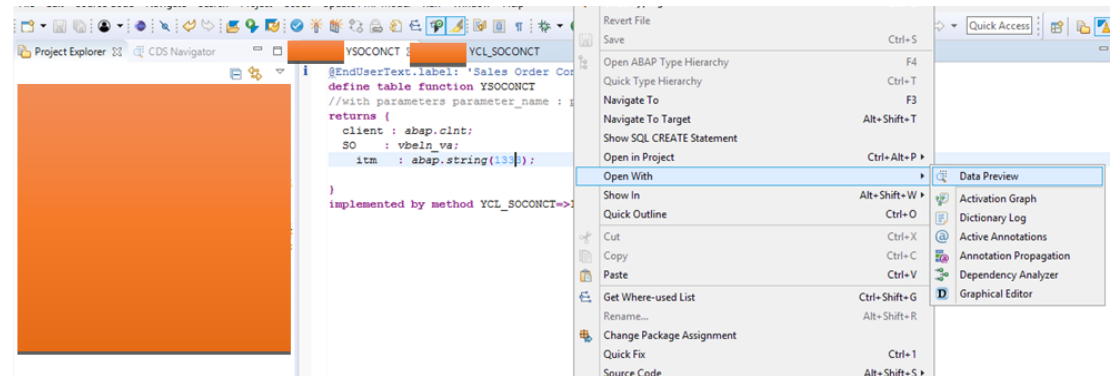 Quick Access
Project Explorer
CDS Navigator
YSOCONCT
YCL_SOCONCT
@EndUserText.label: 'Sales Order Con
define table function YSOCONCT
//with parameters parameter_name : p
returns {
client : abap.clnt;
SO : vbeln_va;
itm : abap.string(1333);
}
implemented by method YCL_SOCONCT=>
Revert File
Save Ctrl+S
Open ABAP Type Hierarchy F4
Quick Type Hierarchy Ctrl+T
Navigate To F3
Navigate To Target Alt+Shift+T
Show SQL CREATE Statement
Open in Project Ctrl+Alt+P
Open With
Show In Alt+Shift+W
Quick Outline Ctrl+O
Cut Ctrl+X
Copy Ctrl+C
Paste Ctrl+V
Get Where-used List Ctrl+Shift+G
Rename... Alt+Shift+R
Change Package Assignment
Quick Fix Ctrl+1
Source Code Alt+Shift+S
Data Preview
Activation Graph
Dictionary Log
Active Annotations
Annotation Propagation
Dependency Analyzer
Graphical Editor